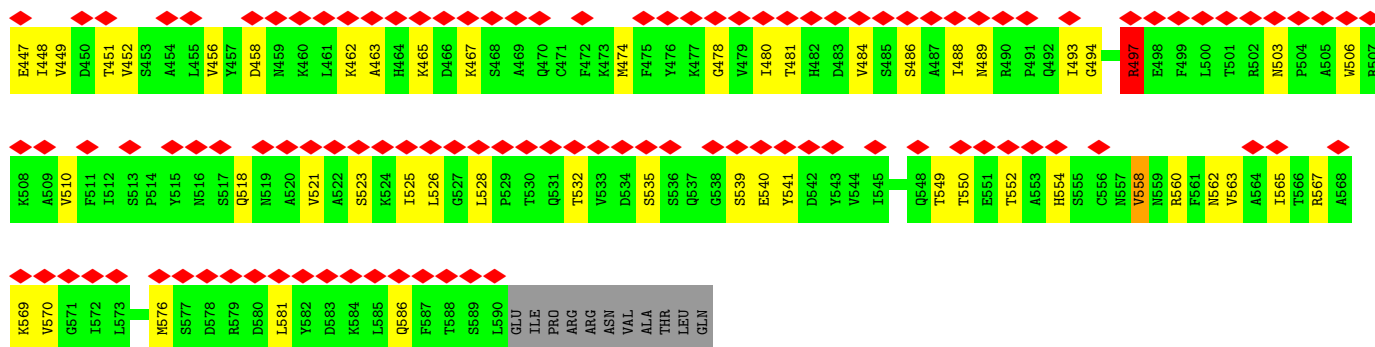 E447 I448 V449 D450 T451 V452 S453 A454 L455 V456 Y457 D458 N459 K460 L461 K462 A463 H464 K465 D466 K467 S468 A469 Q470 C471 F472 K473 M474 F475 Y476 K477 G478 V479 I480 T481 H482 D483 V484 S485 S486 A487 I488 N489 R490 P491 Q492 I493 G494 R497 E498 F499 L500 T501 R502 N503 P504 A505 W506 R507
K508 A509 V510 F511 I512 S513 P514 Y515 N516 S517 Q518 N519 A520 V521 A522 S523 K524 I525 L526 G527 L528 P529 T530 Q531 T532 V533 D534 S535 S536 Q537 G538 S539 E540 Y541 D542 Y543 V544 I545 Q548 T549 T550 E551 T552 A553 H554 S555 C556 N557 V558 N559 R560 F561 N562 V563 A564 I565 T566 R567 A568
K569 V570 G571 I572 L573 M576 S577 D578 R579 D580 L581 Y582 D583 K584 L585 Q586 F587 T588 S589 L590 GLU ILE PRO ARG ARG ASN VAL ALA THR LEU GLN